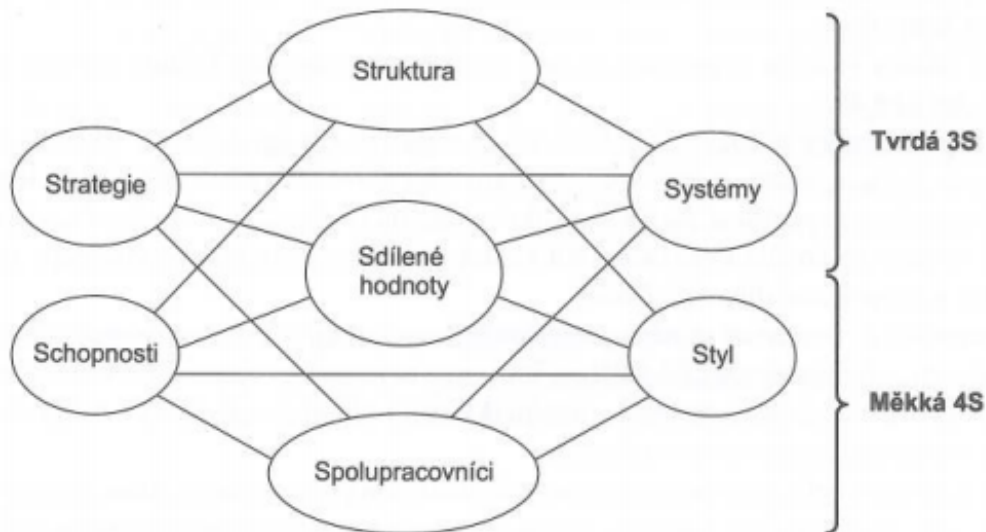 Struktura
Tvrdá 3S
Strategie
Systémy
Sdílené
hodnoty
Schopnosti
Styl
Měkká 4S
Spolupracovníci